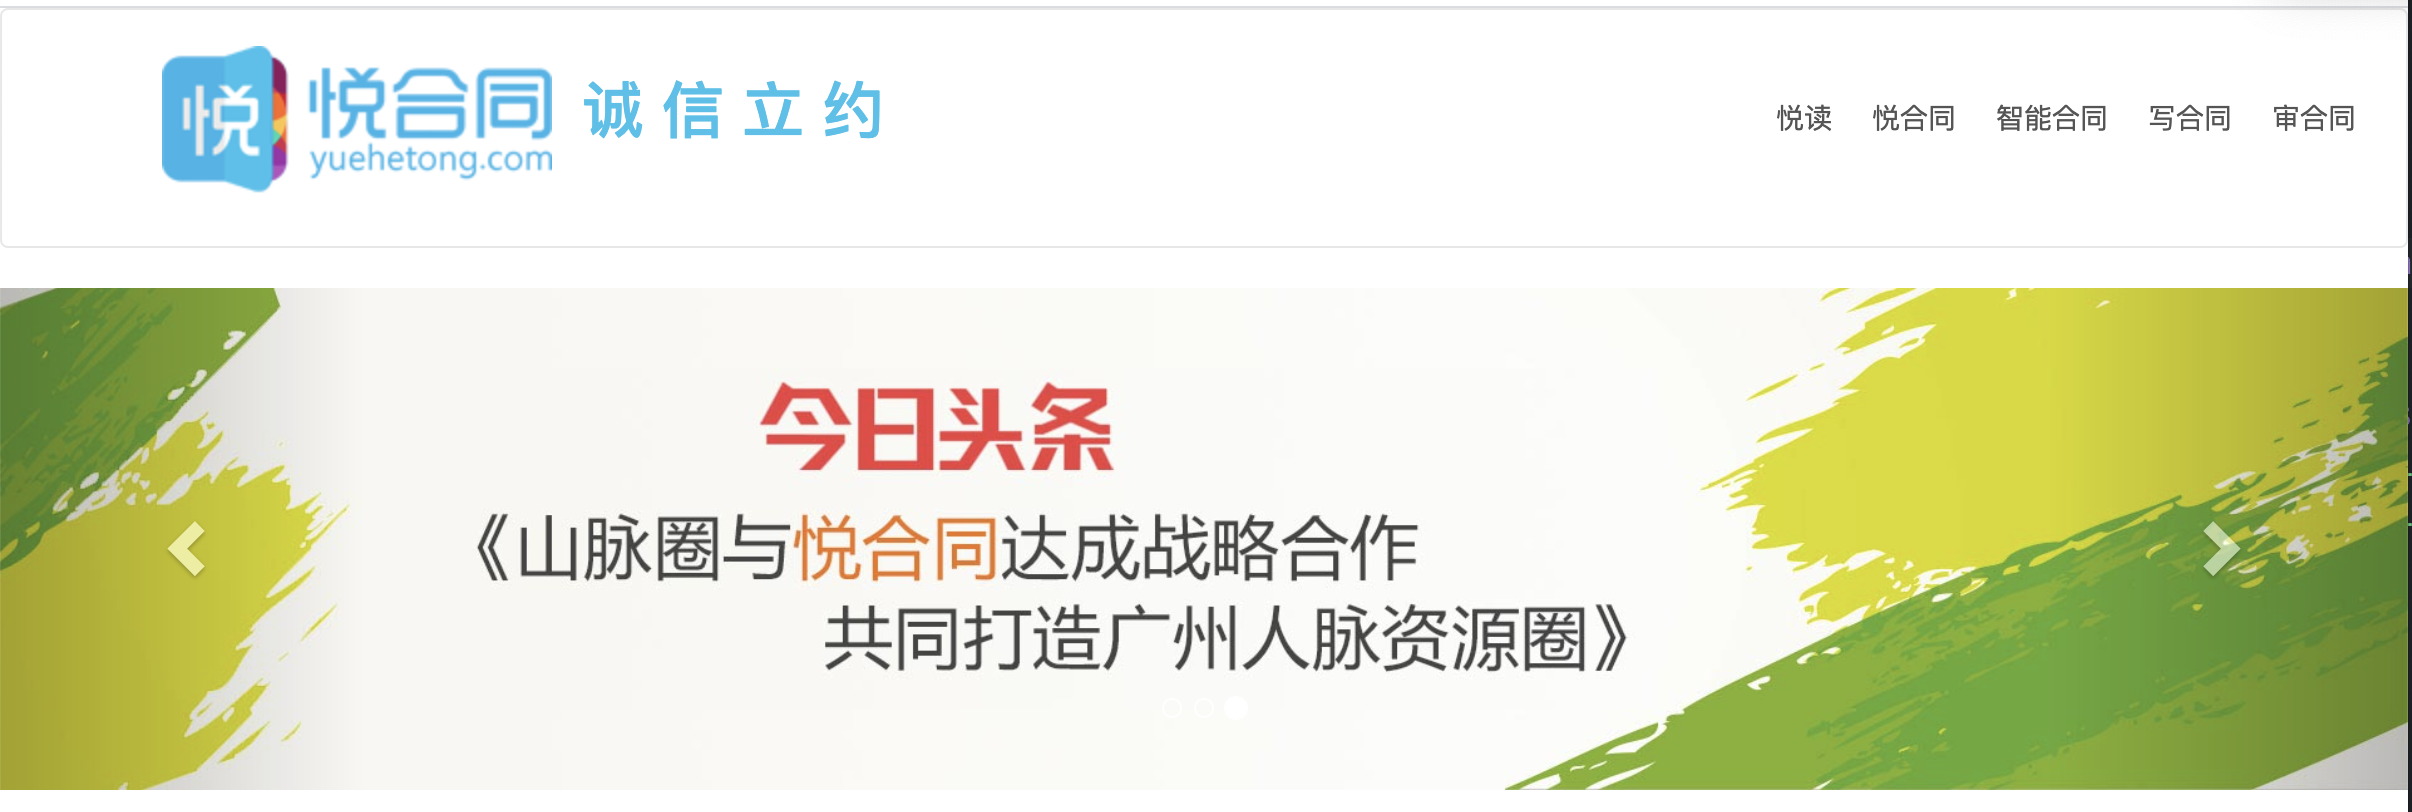 悦
悦合同
yuehetong.com
诚信立约
悦读 悦合同 智能合同 写合同 审合同
今日头条
《山脉圈与悦合同达成战略合作
共同打造广州人脉资源圈》